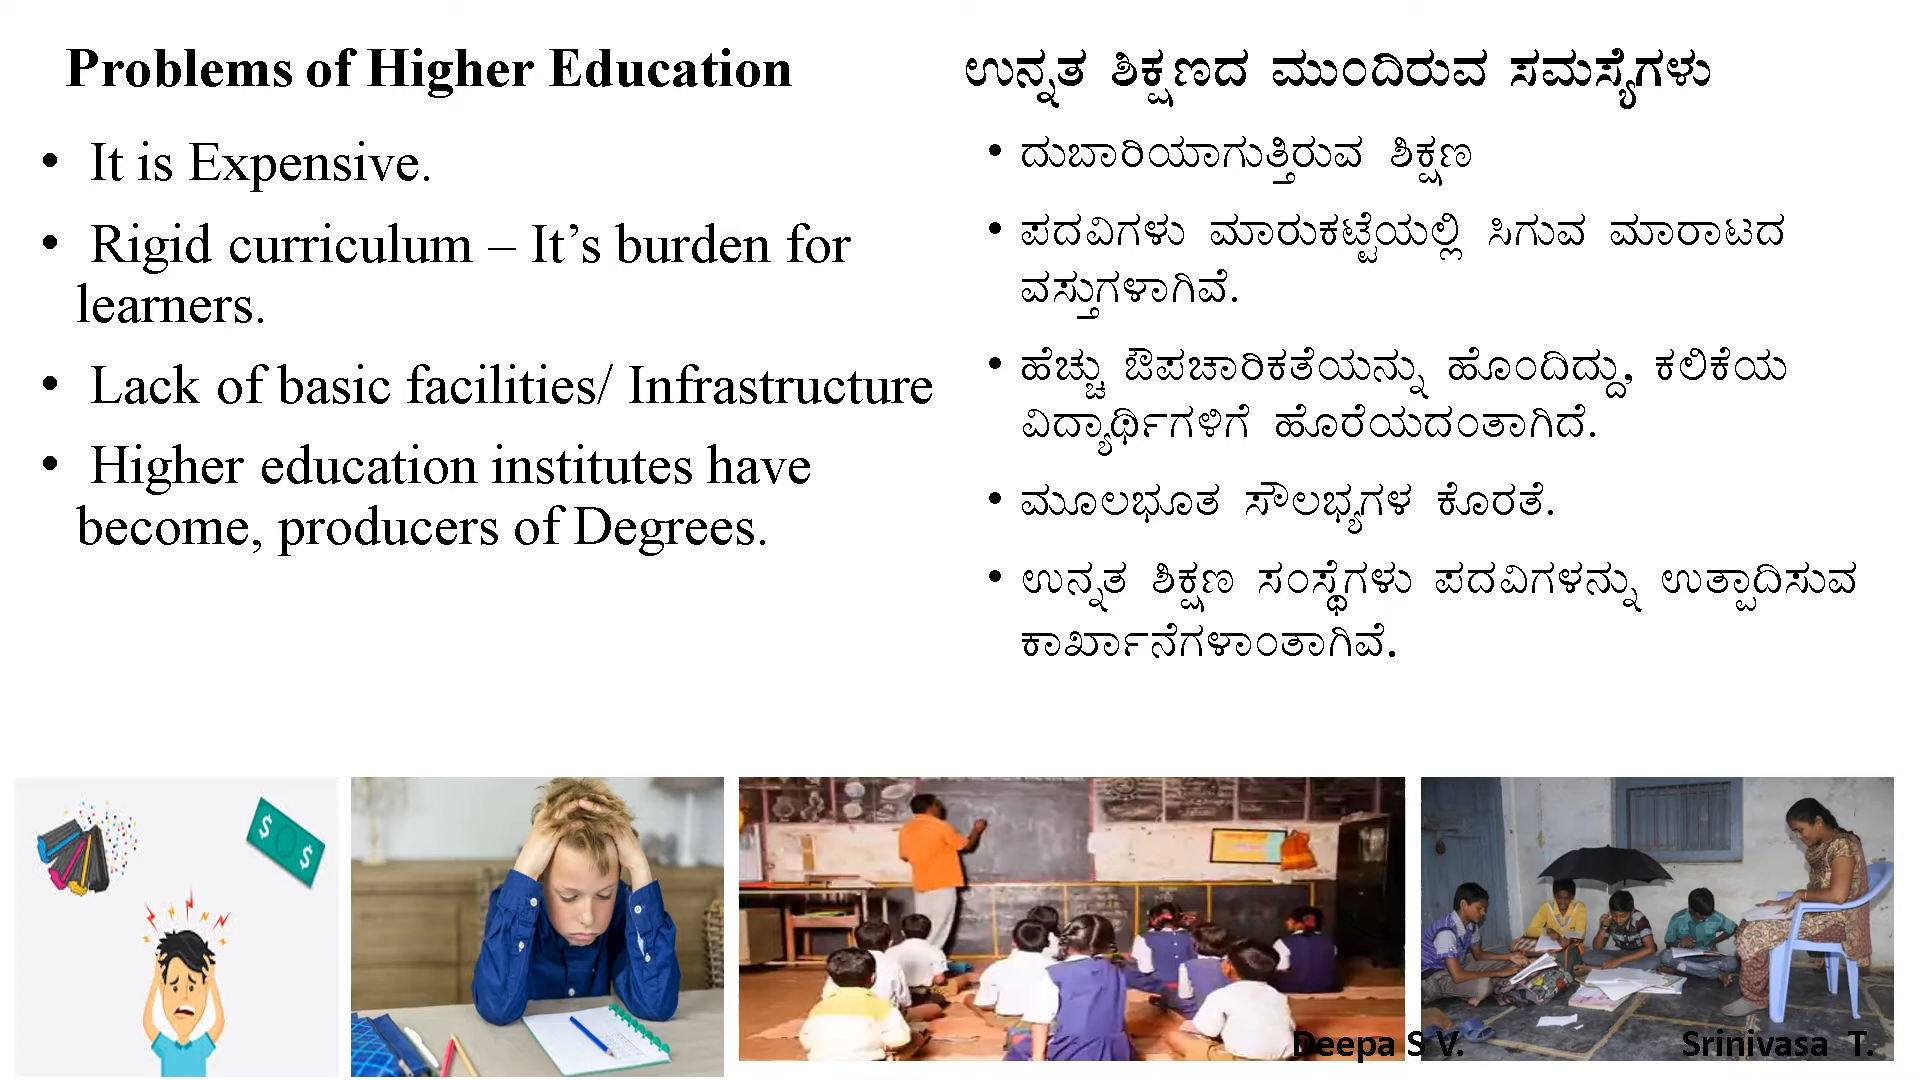 Problems of Higher Education
• It is Expensive.
• Rigid curriculum – It’s burden for
learners.
• Lack of basic facilities/ Infrastructure
• Higher education institutes have
become, producers of Degrees.
ಉನ್ನತ ಶಿಕ್ಷಣದ ಮುಂದಿರುವ ಸಮಸ್ಯೆಗಳು
• ದುಬಾರಿಯಾಗುತ್ತಿರುವ ಶಿಕ್ಷಣ
• ಪದವಿಗಳು ಮಾರುಕಟ್ಟೆಯಲ್ಲಿ ಸಿಗುವ ಮಾರಾಟದ
ವಸ್ತುಗಳಾಗಿವೆ.
• ಹೆಚ್ಚು ಔಪಚಾರಿಕತೆಯನ್ನು ಹೊಂದಿದ್ದು, ಕಲಿಕೆಯ
ವಿದ್ಯಾರ್ಥಿಗಳಿಗೆ ಹೊರೆಯದಂತಾಗಿದೆ.
• ಮೂಲಭೂತ ಸೌಲಭ್ಯಗಳ ಕೊರತೆ.
• ಉನ್ನತ ಶಿಕ್ಷಣ ಸಂಸ್ಥೆಗಳು ಪದವಿಗಳನ್ನು ಉತ್ಪಾದಿಸುವ
ಕಾರ್ಖಾನೆಗಳಾಂತಾಗಿವೆ.
$ $
Deepa S V. Srinivasa T.